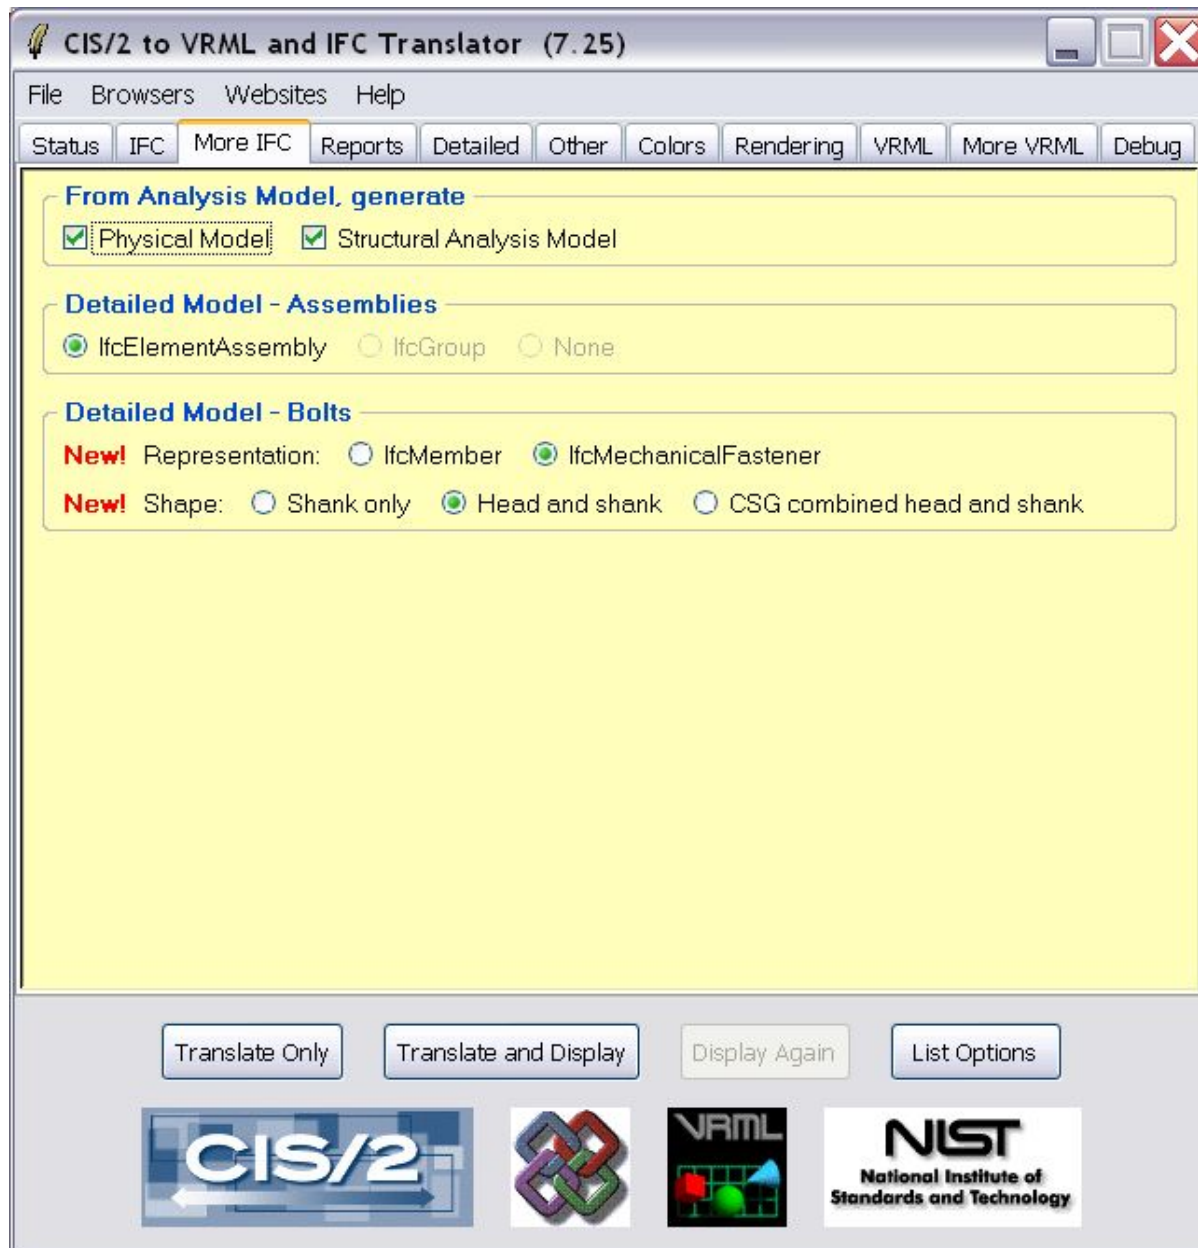 CIS/2 to VRML and IFC Translator (7.25)
File Browsers Websites Help
Status IFC More IFC Reports Detailed Other Colors Rendering VRML More VRML Debug
From Analysis Model, generate
Physical Model Structural Analysis Model
Detailed Model - Assemblies
IfcElementAssembly IfcGroup None
Detailed Model - Bolts
New! Representation: IfcMember IfcMechanicalFastener
New! Shape: Shank only Head and shank CSG combined head and shank
Translate Only Translate and Display Display Again List Options
CIS/2 VRML NIST
National Institute of
Standards and Technology